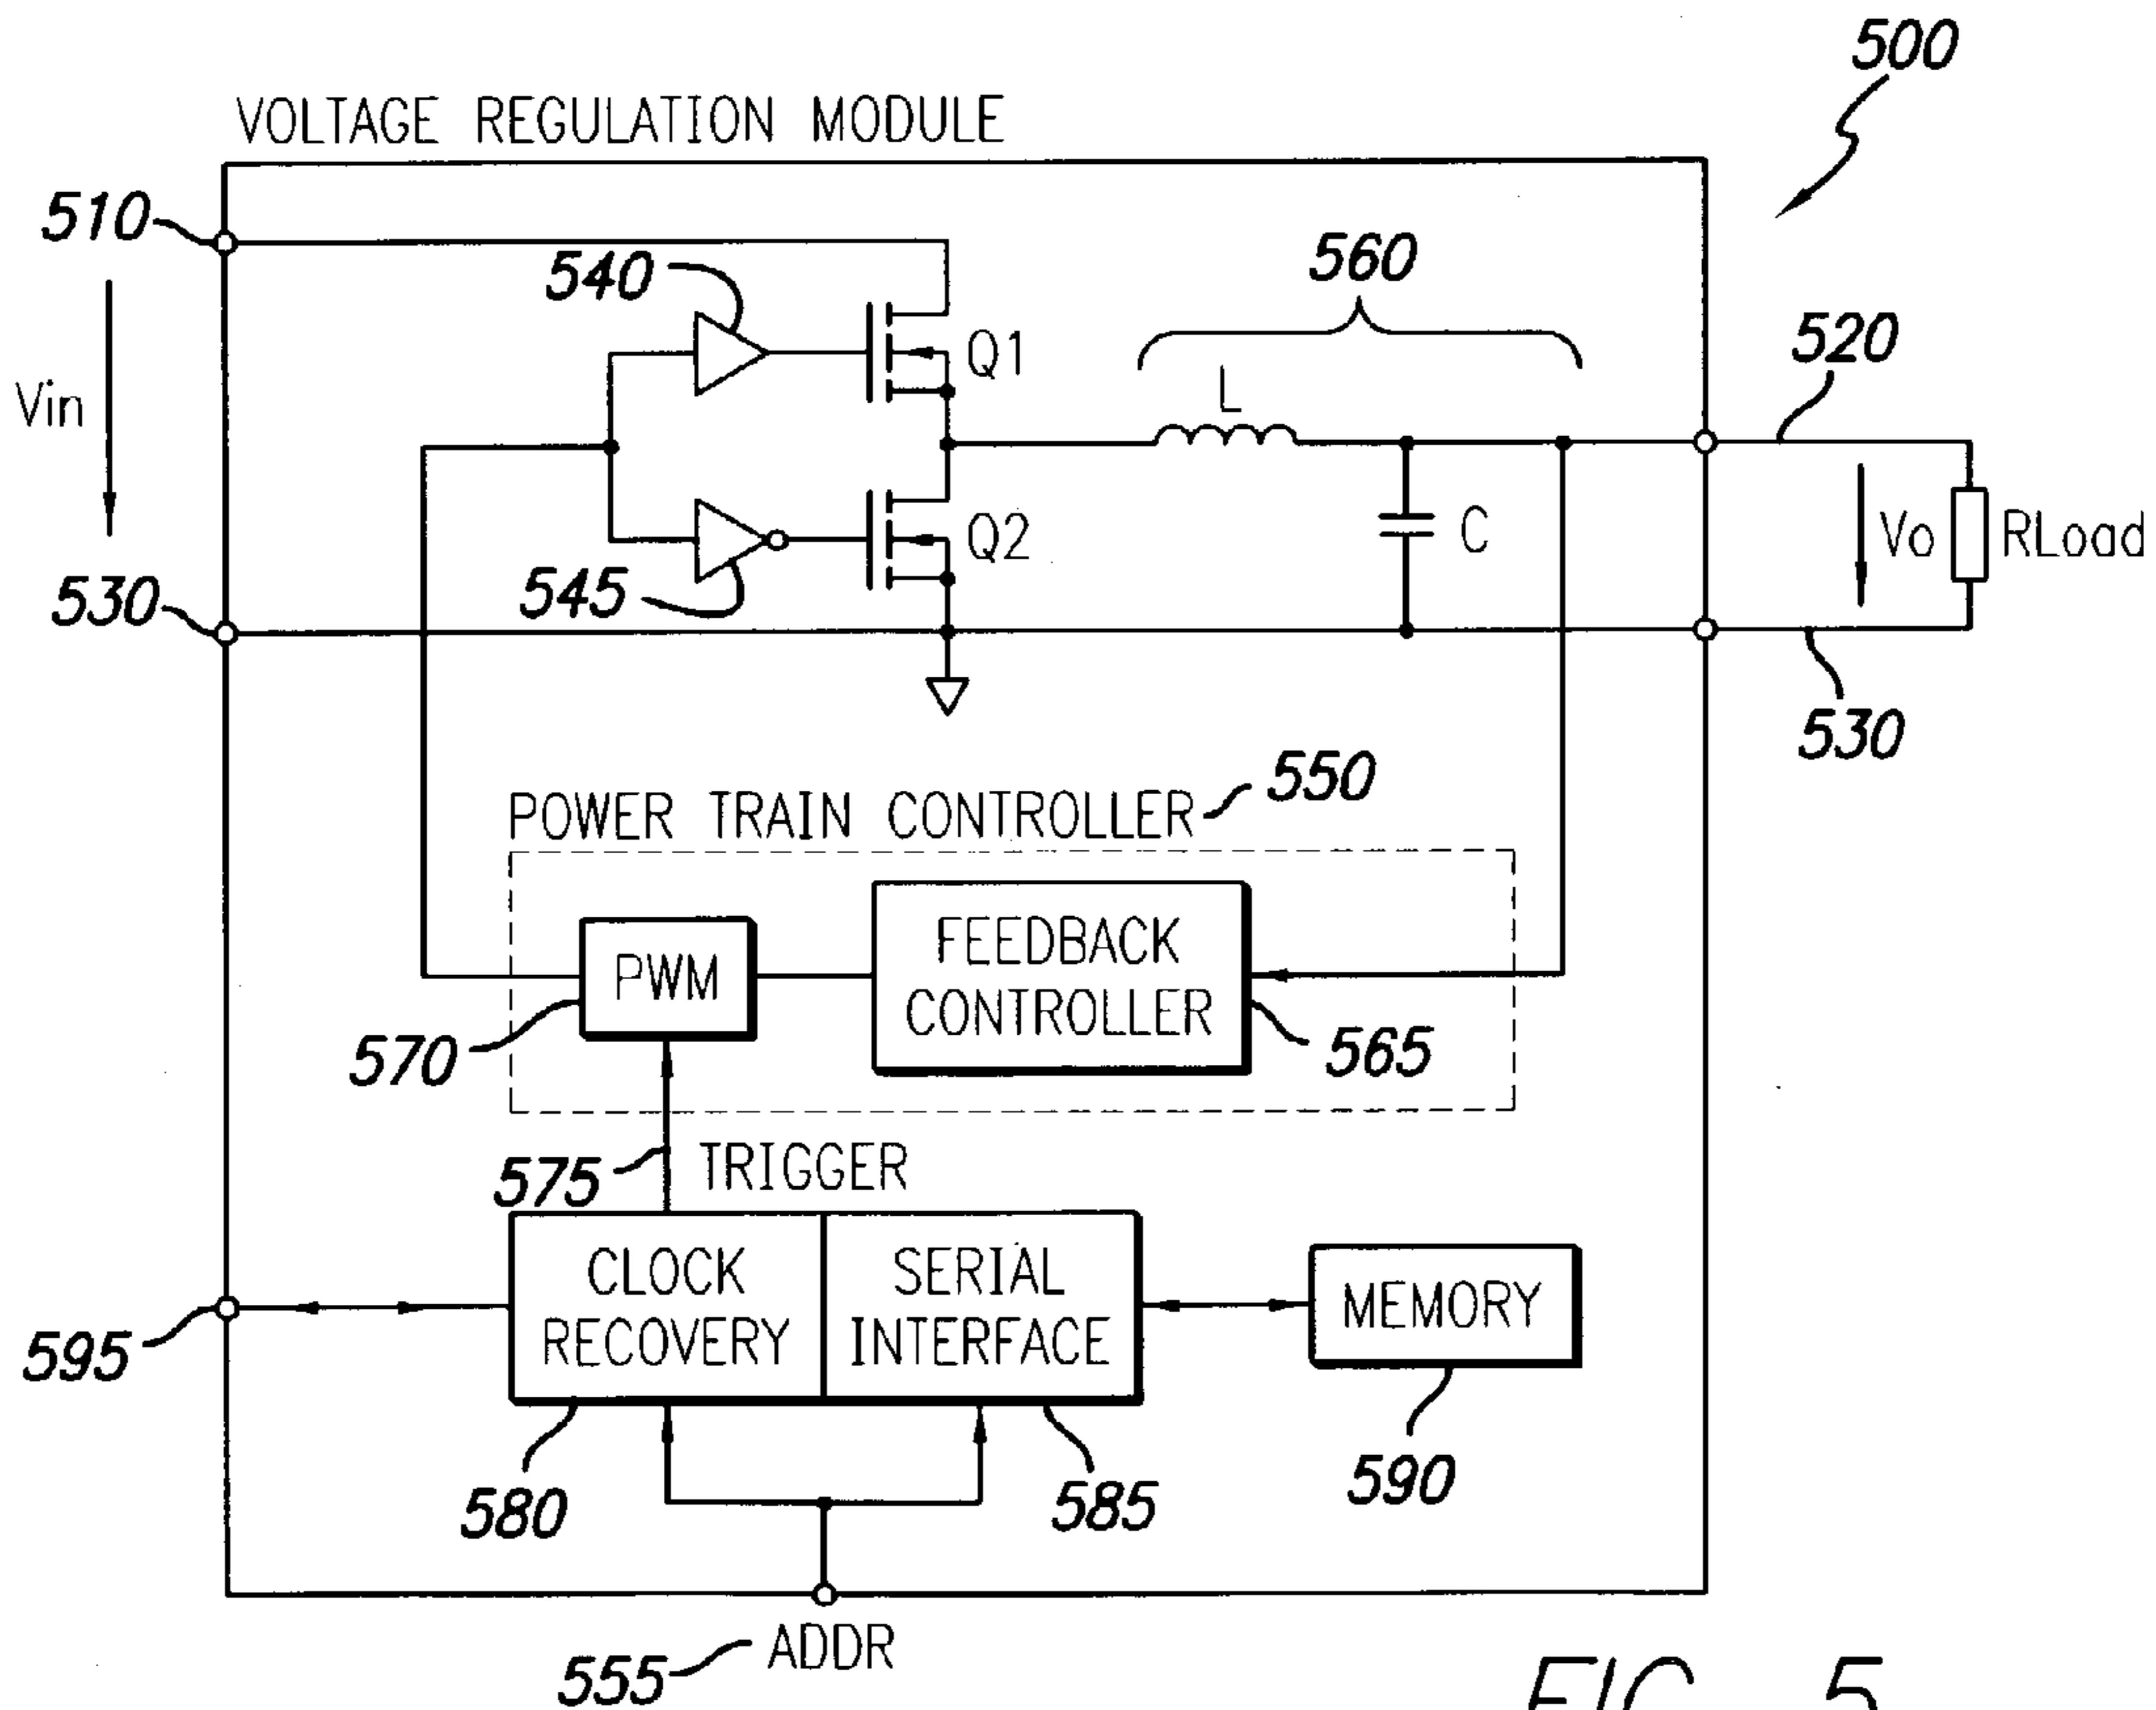 500
VOLTAGE REGULATION MODULE
510
540
560
Q1
520
Vin
L
Q2
C
Vo
RLoad
545
530
530
550
POWER TRAIN CONTROLLER
PWM
FEEDBACK
CONTROLLER
570
565
575
TRIGGER
CLOCK
RECOVERY
SERIAL
INTERFACE
MEMORY
595
580
585
590
ADDR
555
FIG. 5